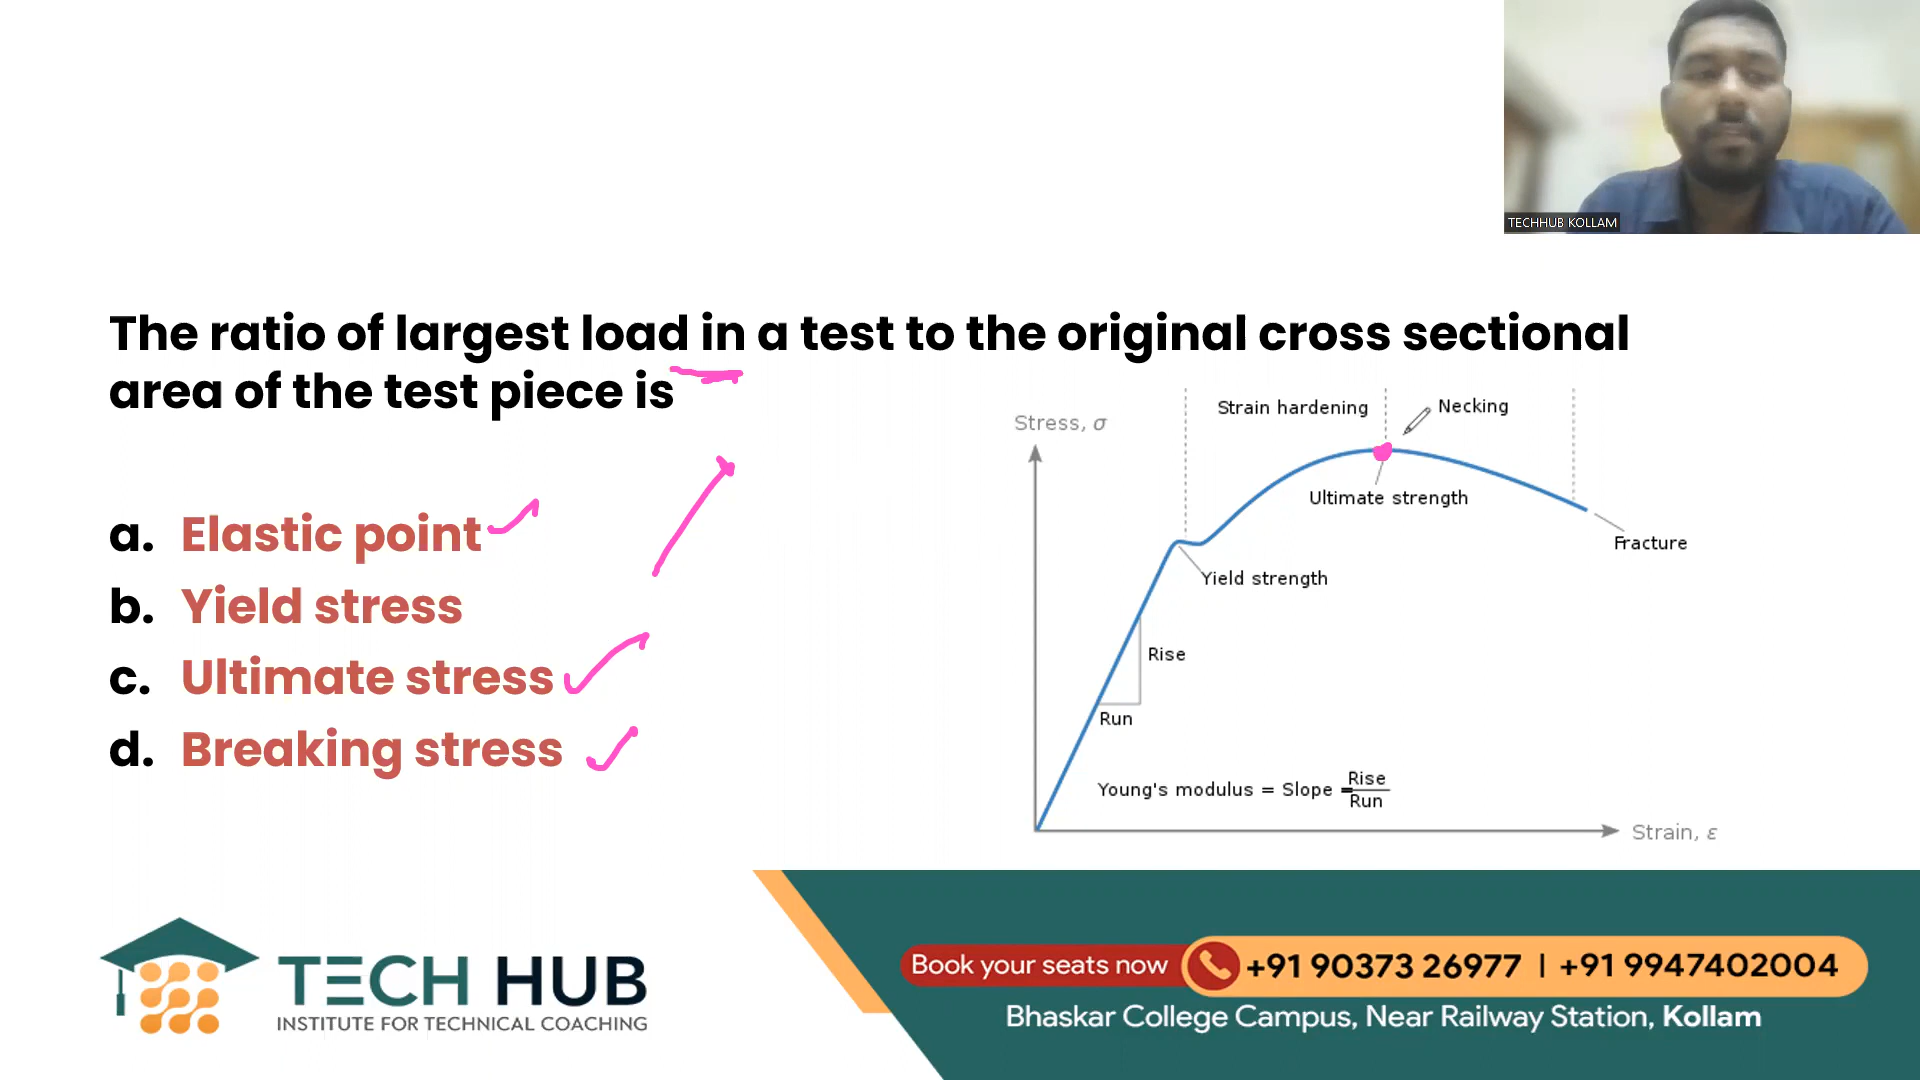 TECHHUB KOLLAM
The ratio of largest load in a test to the original cross sectional
area of the test piece is
a. Elastic point
b. Yield stress
c. Ultimate stress
d. Breaking stress
Stress, σ
Strain hardening
Necking
Ultimate strength
Fracture
Yield strength
Rise
Run
Young's modulus = Slope = Rise
Run
Strain, ε
TECH HUB
INSTITUTE FOR TECHNICAL COACHING
Book your seats now +91 90373 26977 | +91 9947402004
Bhaskar College Campus, Near Railway Station, Kollam